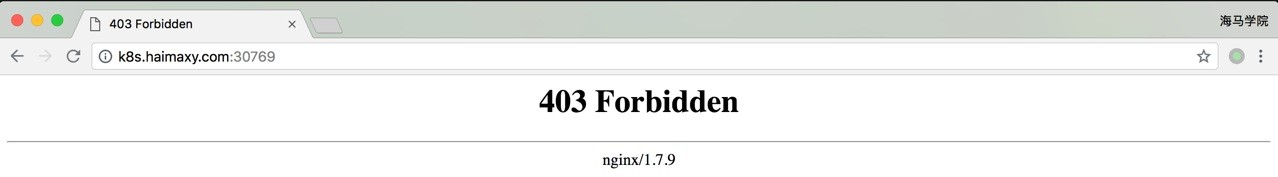 403 Forbidden
海马学院
k8s.haimaxy.com:30769
403 Forbidden
nginx/1.7.9